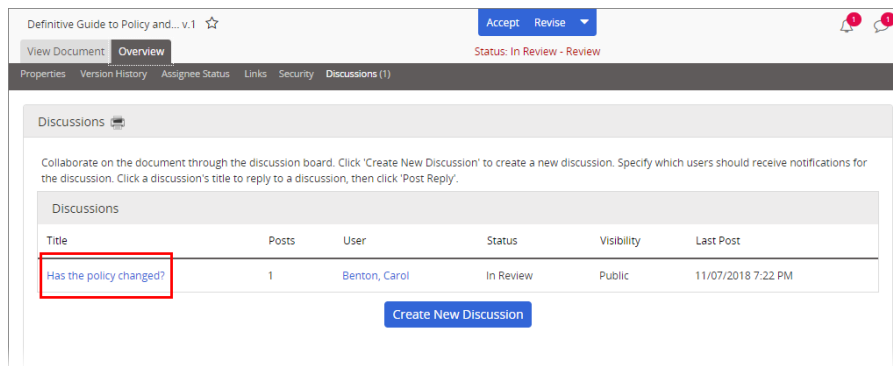 Definitive Guide to Policy and... v.1 Accept Revise 1 1
View Document Overview Status: In Review - Review
Properties Version History Assignee Status Links Security Discussions (1)
Discussions
Collaborate on the document through the discussion board. Click 'Create New Discussion' to create a new discussion. Specify which users should receive notifications for
the discussion. Click a discussion's title to reply to a discussion, then click 'Post Reply'.
Discussions
Title Posts User Status Visibility Last Post
Has the policy changed? 1 Benton, Carol In Review Public 11/07/2018 7:22 PM
Create New Discussion